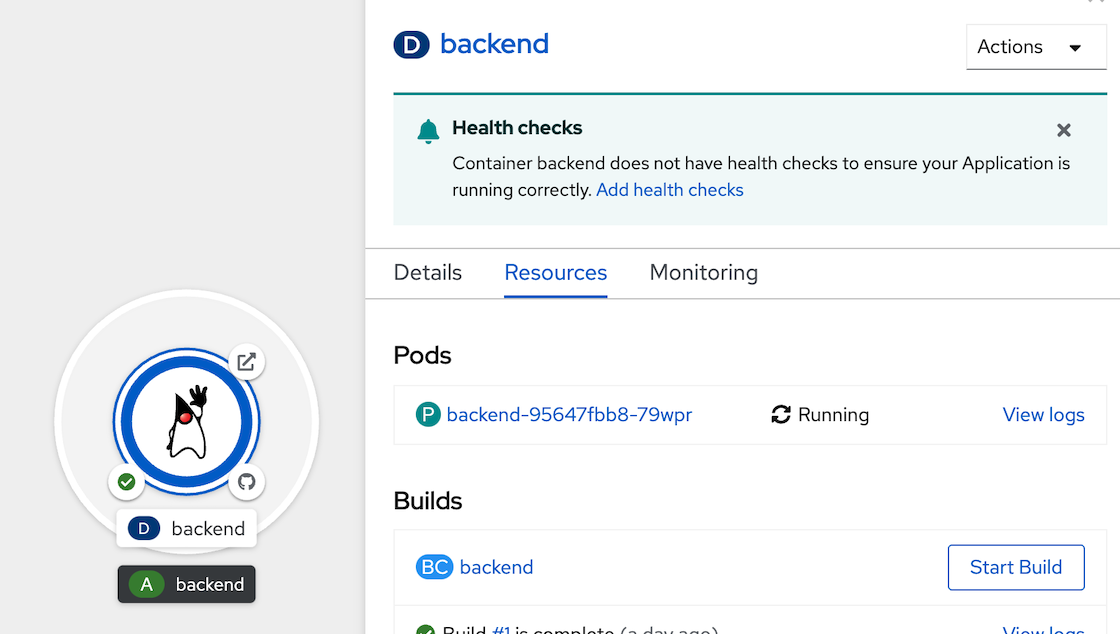 D backend
Actions
Health checks
Container backend does not have health checks to ensure your Application is
running correctly. Add health checks
Details Resources Monitoring
Pods
P backend-95647fbb8-79wpr Running View logs
Builds
BC backend Start Build
Build #1 is complete (a day ago) View logs
D backend
A backend